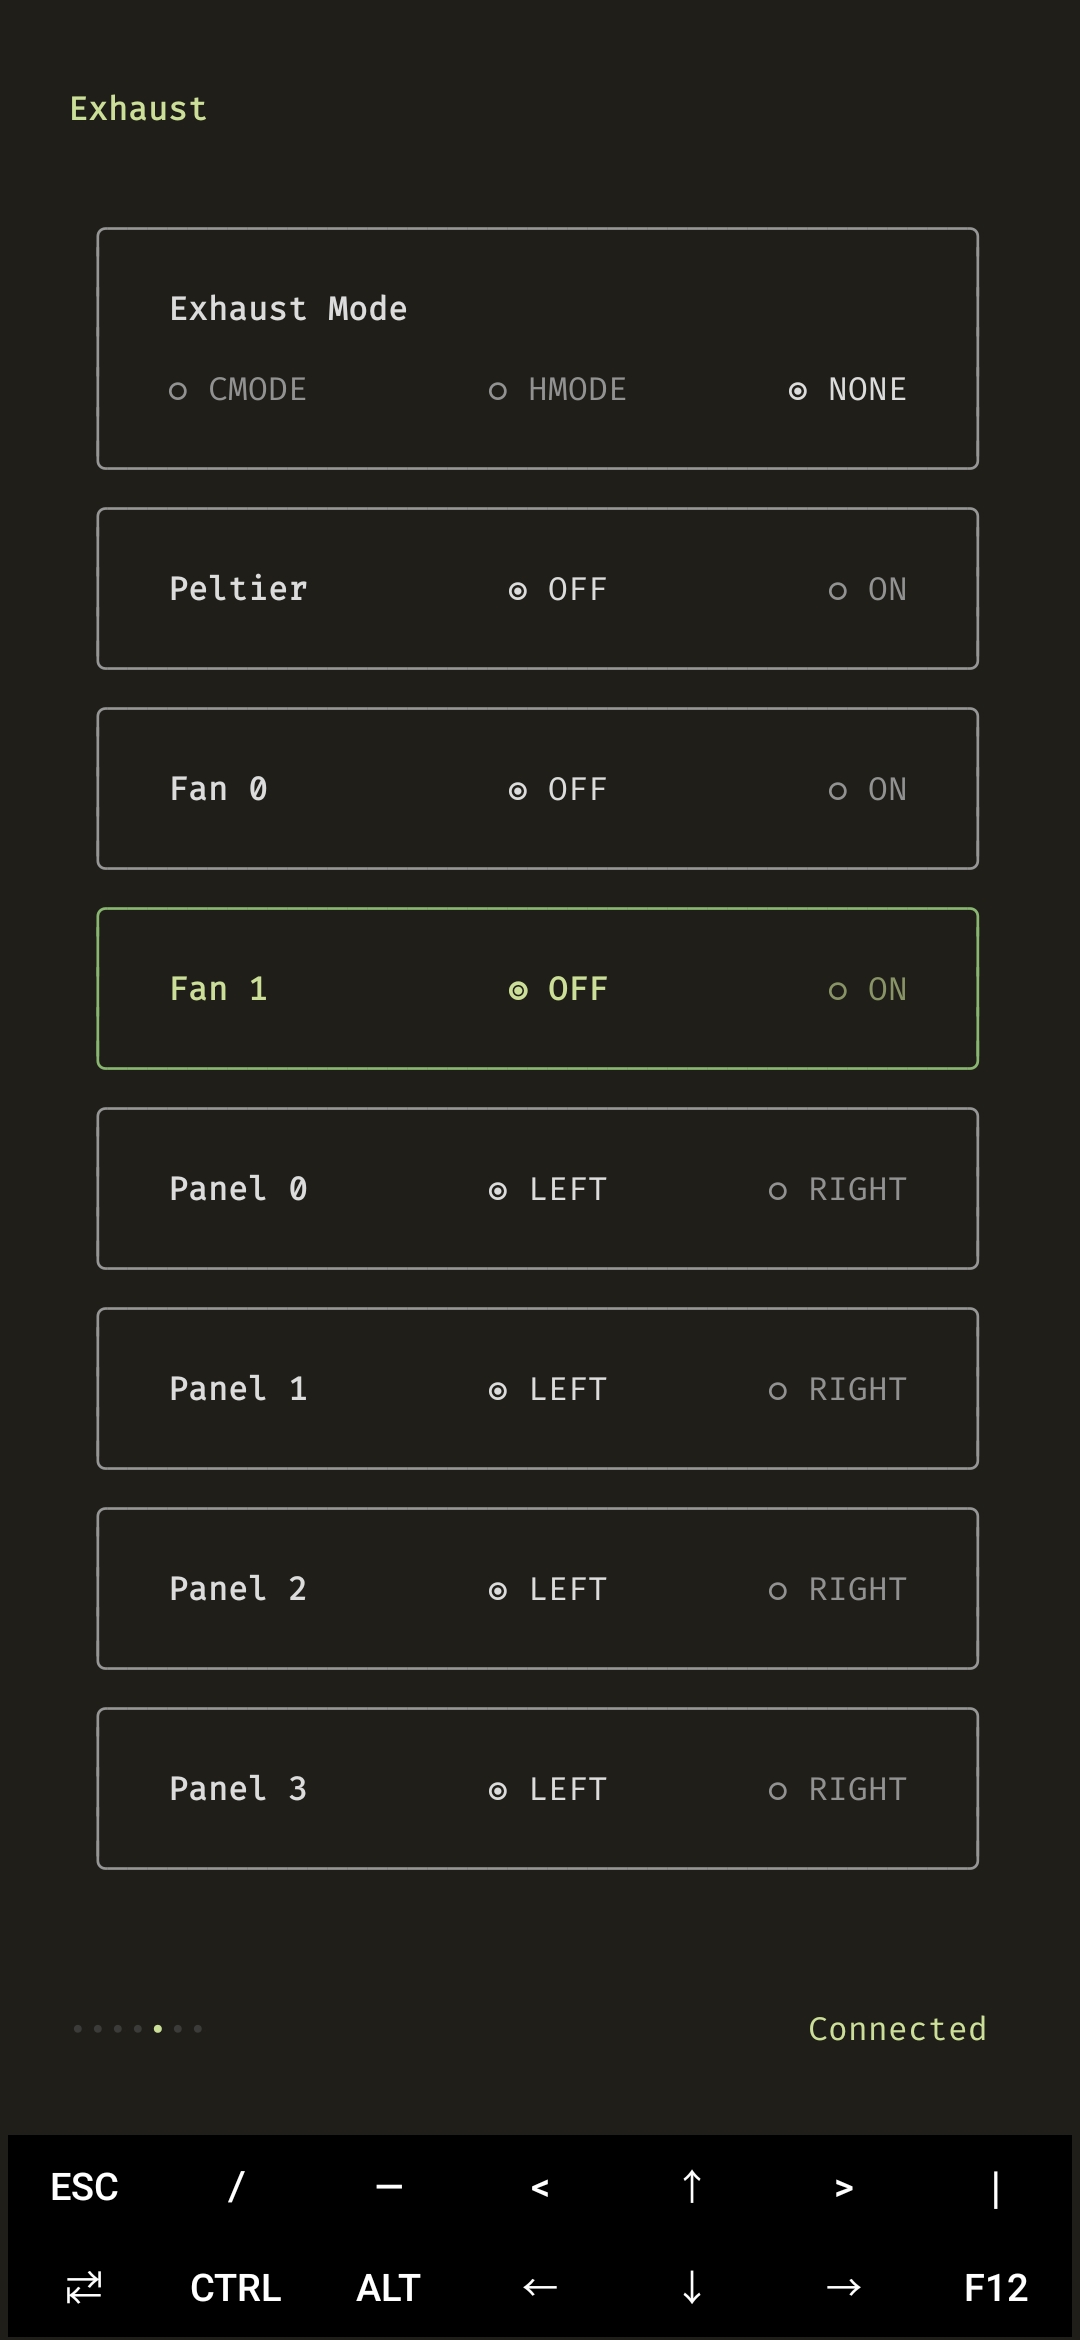 Exhaust
Exhaust Mode
○ CMODE ○ HMODE ◉ NONE
Peltier ◉ OFF ○ ON
Fan 0 ◉ OFF ○ ON
Fan 1 ◉ OFF ○ ON
Panel 0 ◉ LEFT ○ RIGHT
Panel 1 ◉ LEFT ○ RIGHT
Panel 2 ◉ LEFT ○ RIGHT
Panel 3 ◉ LEFT ○ RIGHT
••••••• Connected
ESC / — < ↑ > |
⇄ CTRL ALT ← ↓ → F12